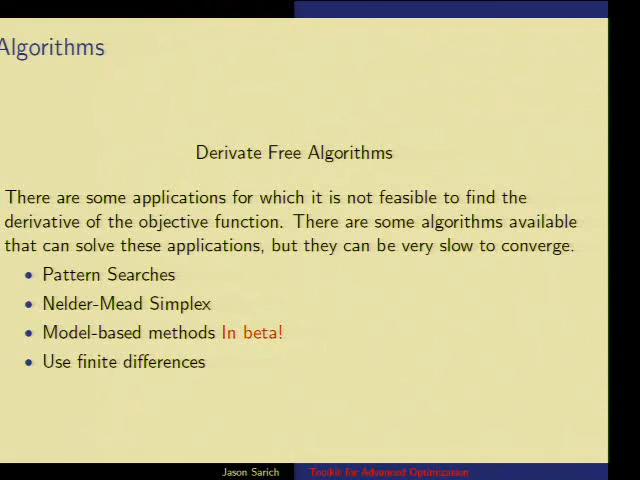 Algorithms
Derivate Free Algorithms
There are some applications for which it is not feasible to find the
derivative of the objective function. There are some algorithms available
that can solve these applications, but they can be very slow to converge.
• Pattern Searches
• Nelder-Mead Simplex
• Model-based methods In beta!
• Use finite differences
Jason Sarich Toolkit for Advanced Optimization